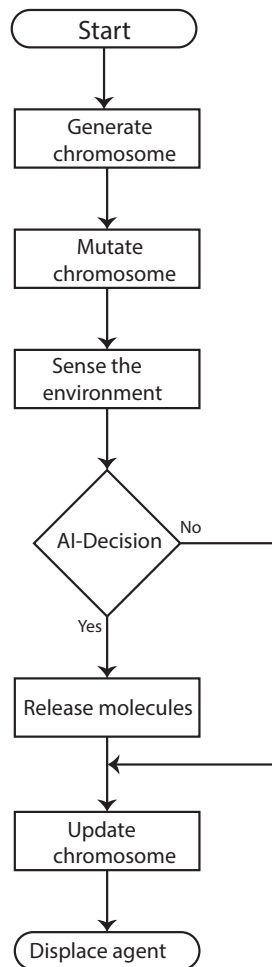 Start
Generate
chromosome
Mutate
chromosome
Sense the
environment
AI-Decision
No
Yes
Release molecules
Update
chromosome
Displace agent